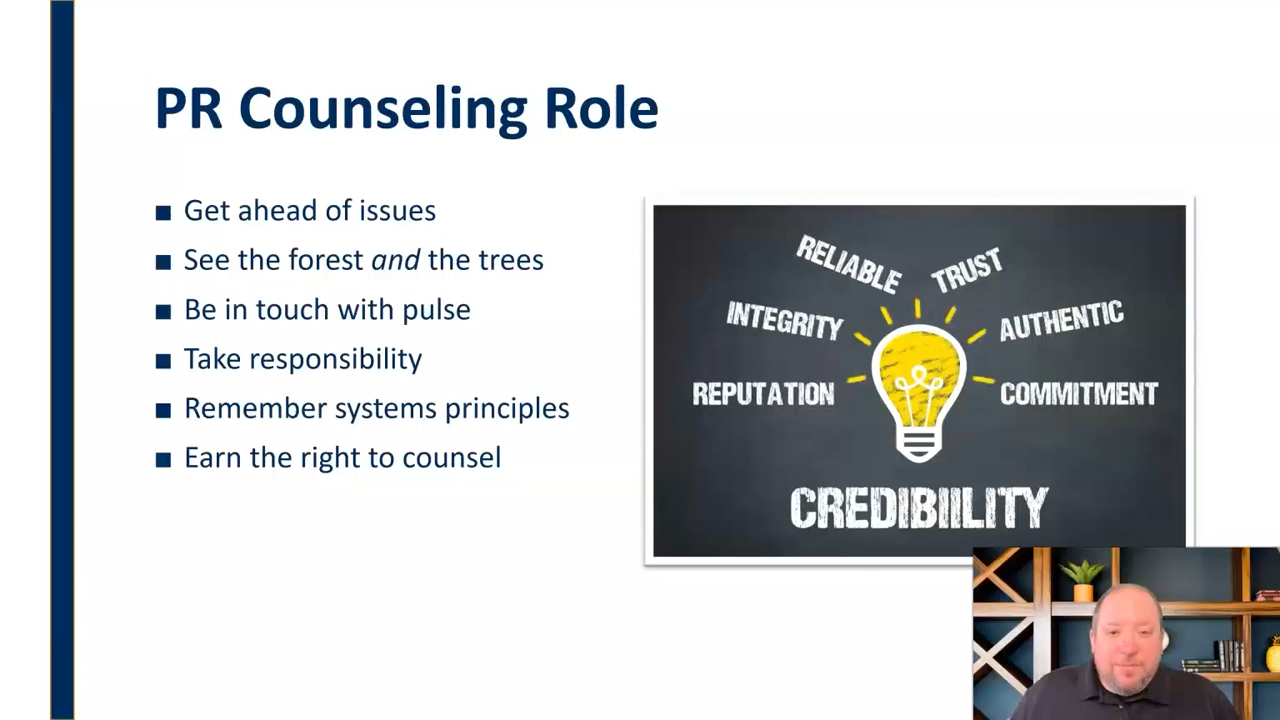 PR Counseling Role
■ Get ahead of issues
■ See the forest and the trees
■ Be in touch with pulse
■ Take responsibility
■ Remember systems principles
■ Earn the right to counsel
RELIABLE TRUST
INTEGRITY AUTHENTIC
REPUTATION COMMITMENT
CREDIBIILITY